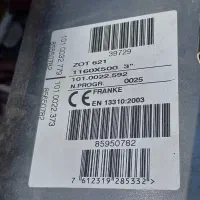 39729
ZOT 621
1160X500 3"
101.0022.592
N.PROGR. 0025
FRANKE
EN 13310:2003
85950782
7 612319 285332 >
101.0022.373
85950782